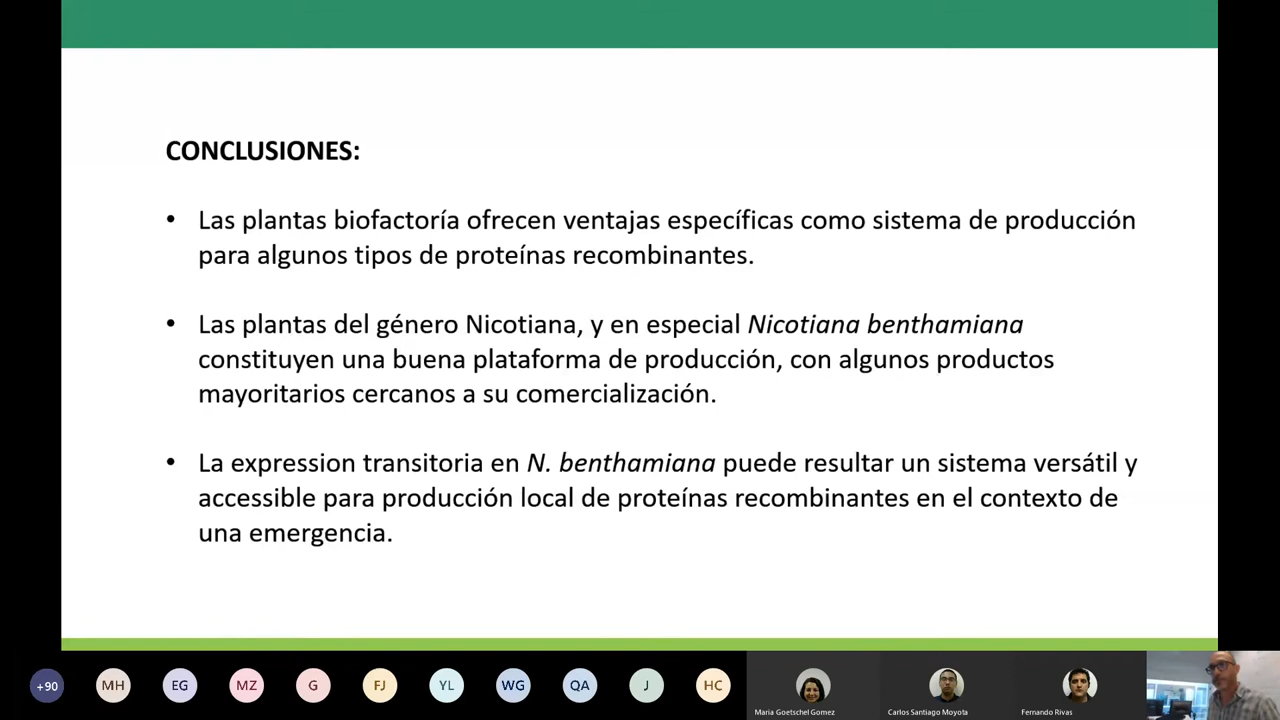 CONCLUSIONES:
• Las plantas biofactoría ofrecen ventajas específicas como sistema de producción
para algunos tipos de proteínas recombinantes.
• Las plantas del género Nicotiana, y en especial Nicotiana benthamiana
constituyen una buena plataforma de producción, con algunos productos
mayoritarios cercanos a su comercialización.
• La expression transitoria en N. benthamiana puede resultar un sistema versátil y
accessible para producción local de proteínas recombinantes en el contexto de
una emergencia.
+90 MH EG MZ G FJ YL WG QA J HC
Maria Goetschel Gomez Carlos Santiago Moyota Fernando Rivas